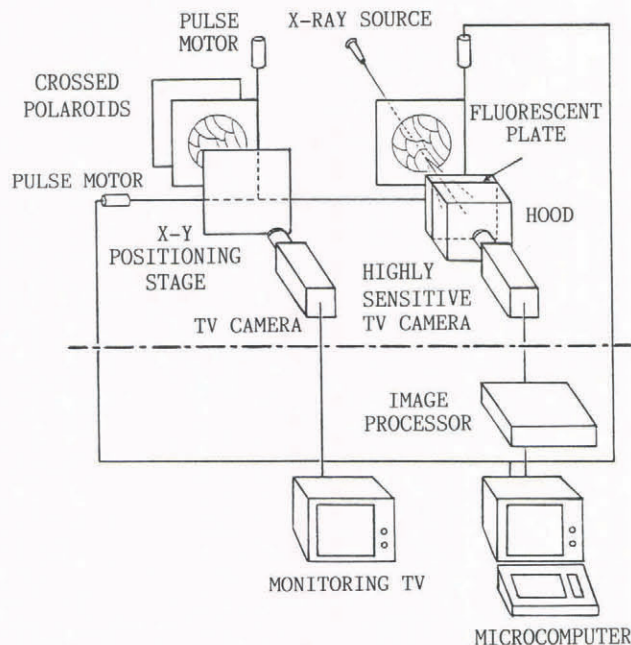 PULSE
MOTOR
X-RAY SOURCE
CROSSED
POLAROIDS
FLUORESCENT
PLATE
PULSE MOTOR
X-Y
POSITIONING
STAGE
HOOD
HIGHLY
SENSITIVE
TV CAMERA
TV CAMERA
IMAGE
PROCESSOR
MONITORING TV
MICROCOMPUTER